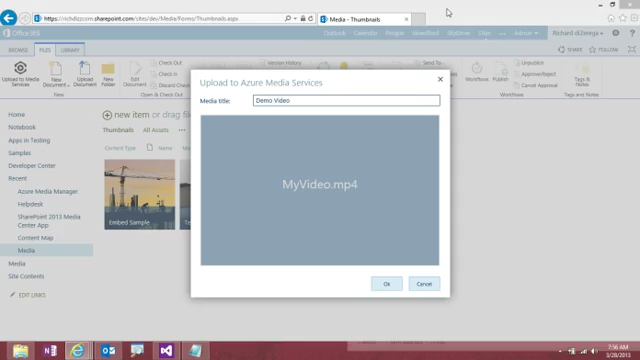 https://richdizzcom.sharepoint.com/sites/dev/Media/Forms/Thumbnails.aspx
Media - Thumbnails
Office 365
Outlook Calendar People Newsfeed SkyDrive Sites ... Richard diZerega
BROWSE FILES LIBRARY
SHARE FOLLOW
Upload to Azure Media Services
New Document
Upload Document
New Folder
Check Out
Check In
Discard Check
Open & Check Out
Version History
Edit Document
Send To
Workflows
Publish
Unpublish
Approve/Reject
Cancel Approval
Workflows
Tags & Notes
Tags and Notes
Upload to Azure Media Services
Media title: Demo Video
MyVideo.mp4
Ok Cancel
Home
Notebook
Apps in Testing
Samples
Developer Center
Recent
Azure Media Manager
Helpdesk
SharePoint 2013 Media Center App
Content Map
Media
Media
Site Contents
EDIT LINKS
new item or drag
Thumbnails All Assets ...
Content Type Name
Embed Sample
7:56 AM
3/28/2013